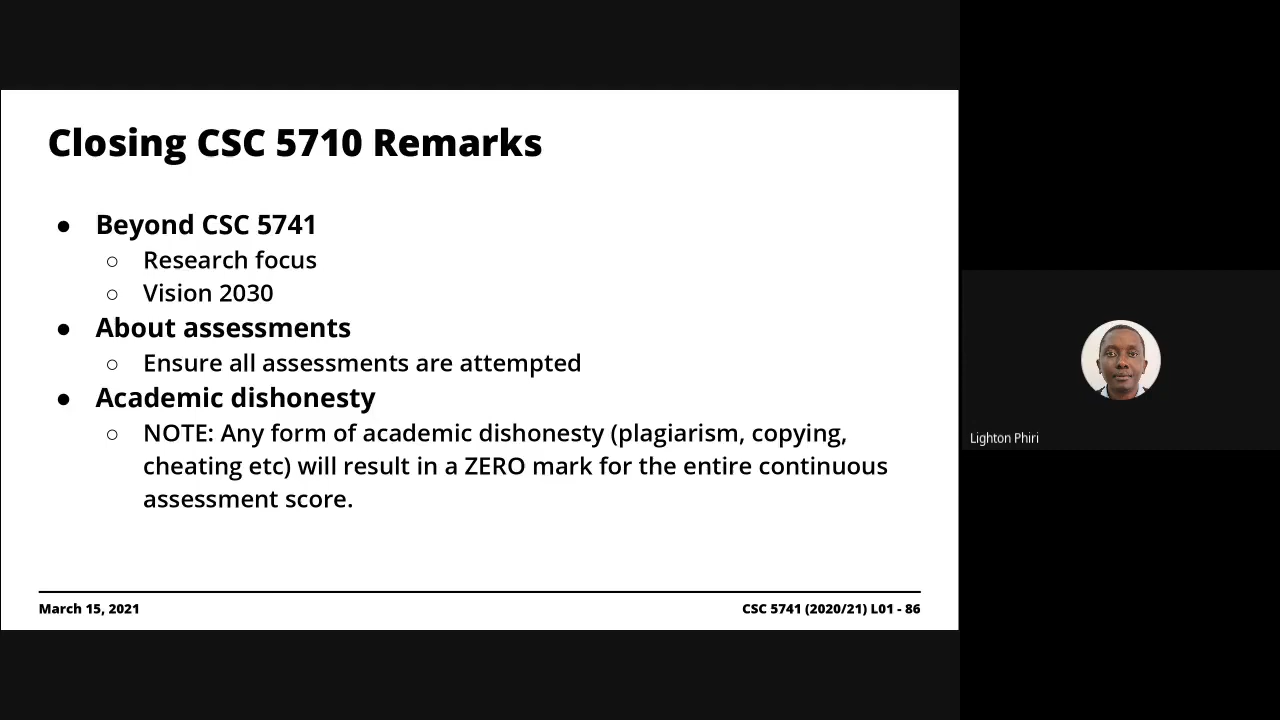 Closing CSC 5710 Remarks
● Beyond CSC 5741
○ Research focus
○ Vision 2030
● About assessments
○ Ensure all assessments are attempted
● Academic dishonesty
○ NOTE: Any form of academic dishonesty (plagiarism, copying,
cheating etc) will result in a ZERO mark for the entire continuous
assessment score.
March 15, 2021
CSC 5741 (2020/21) L01 - 86
Lighton Phiri